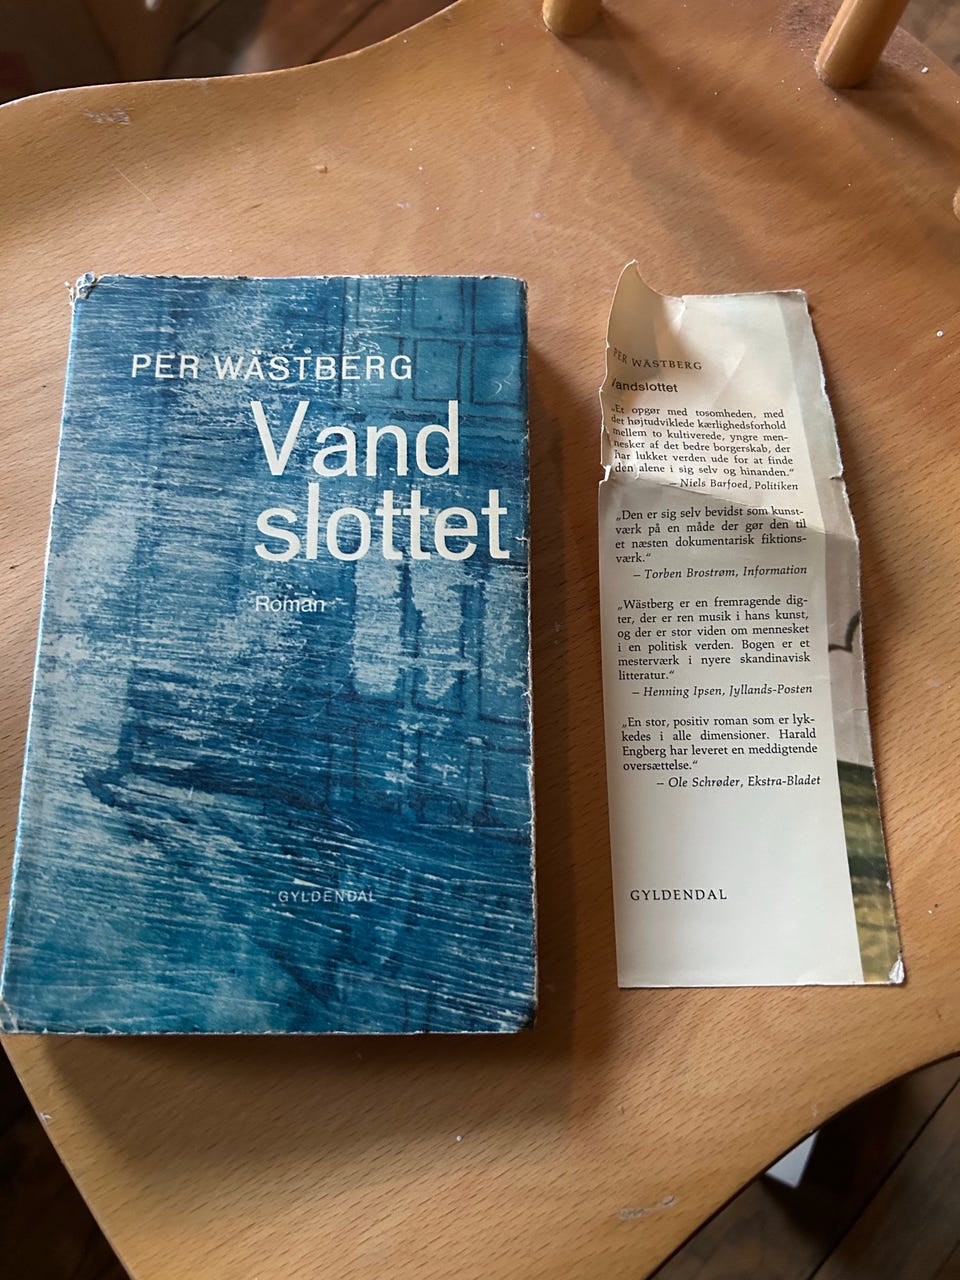 PER WÄSTBERG
Vand
slottet
Roman
GYLDENDAL
PER WÄSTBERG
Vandslottet
„Et opgør med tosomheden, med
det højtudviklede kærlighedsforhold
mellem to kultiverede, yngre men-
nesker af det bedre borgerskab, der
har lukket verden ude for at finde
den alene i sig selv og hinanden.“
– Niels Barfoed, Politiken
„Den er sig selv bevidst som kunst-
værk på en måde der gør den til
et næsten dokumentarisk fiktions-
værk.“
– Torben Brostrøm, Information
„Wästberg er en fremragende dig-
ter, der er ren musik i hans kunst,
og der er stor viden om mennesket
i en politisk verden. Bogen er et
mesterværk i nyere skandinavisk
litteratur.“
– Henning Ipsen, Jyllands-Posten
„En stor, positiv roman som er lyk-
kedes i alle dimensioner. Harald
Engberg har leveret en meddigtende
oversættelse.“
– Ole Schrøder, Ekstra-Bladet
GYLDENDAL